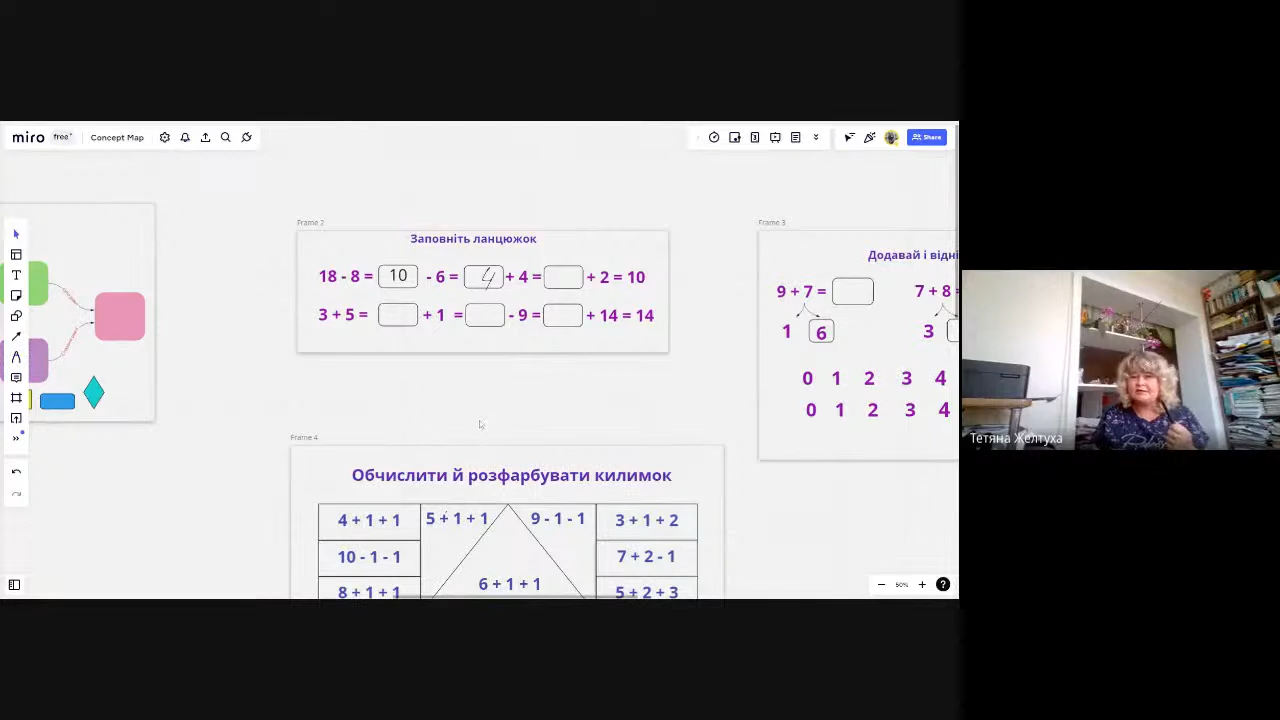 miro free Concept Map Share
Frame 2
Заповніть ланцюжок
18 - 8 = 10 - 6 = 4 + 4 = + 2 = 10
3 + 5 = + 1 = - 9 = + 14 = 14
Frame 3
Додавай і відні
9 + 7 = 7 + 8 =
1 6 3
0 1 2 3 4
0 1 2 3 4
Frame 4
Обчислити й розфарбувати килимок
4 + 1 + 1 5 + 1 + 1 9 - 1 - 1 3 + 1 + 2
10 - 1 - 1 7 + 2 - 1
8 + 1 + 1 6 + 1 + 1 5 + 2 + 3
50%
Тетяна Желтуха